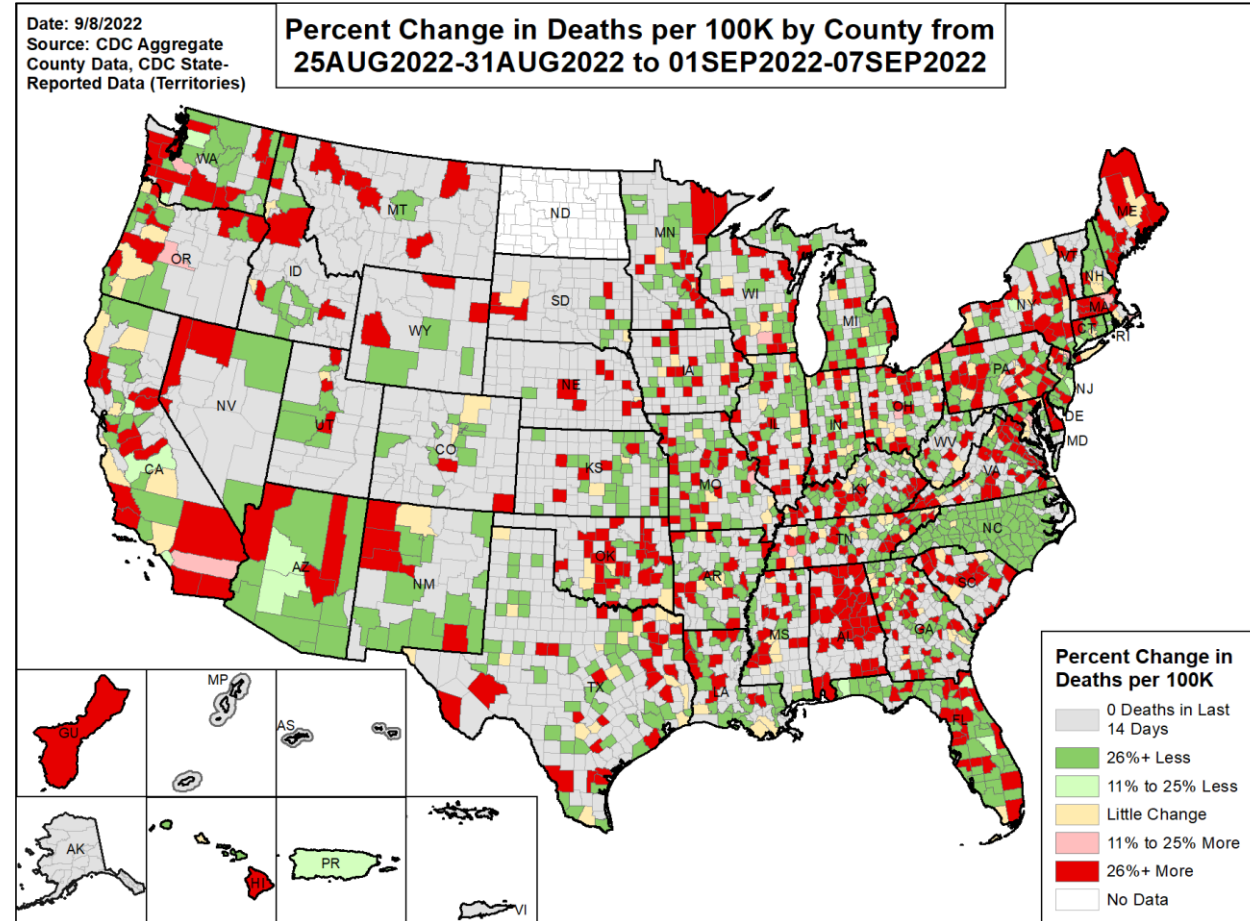 Date: 9/8/2022
Source: CDC Aggregate
County Data, CDC State-
Reported Data (Territories)
Percent Change in Deaths per 100K by County from
25AUG2022-31AUG2022 to 01SEP2022-07SEP2022
WA
MT
ND
MN
ME
OR
ID
SD
WI
MI
NY
VT
NH
MA
CT
RI
WY
NV
UT
CO
NE
IA
IL
IN
OH
PA
NJ
DE
MD
WV
VA
CA
KS
MO
KY
NC
AZ
NM
OK
AR
TN
SC
TX
LA
MS
AL
GA
FL
GU
MP
AS
AK
HI
PR
VI
Percent Change in
Deaths per 100K
0 Deaths in Last
14 Days
26%+ Less
11% to 25% Less
Little Change
11% to 25% More
26%+ More
No Data